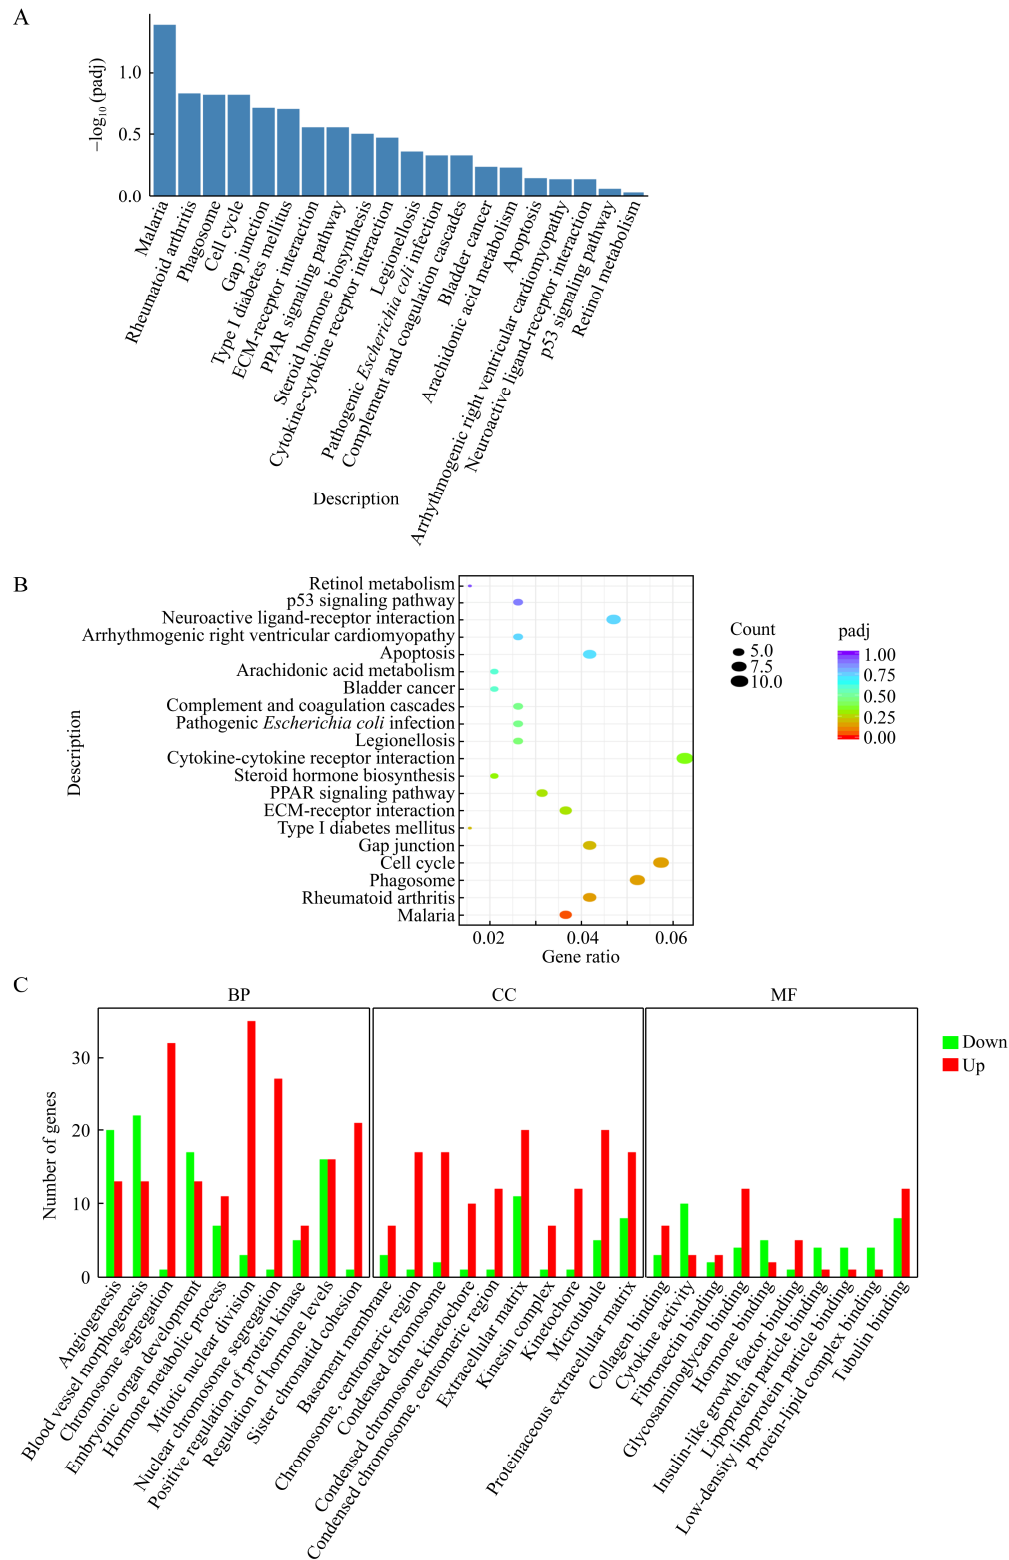 A
−log10 (padj)
1.0
0.5
0.0
Malaria
Rheumatoid arthritis
Phagosome
Cell cycle
Gap junction
Type I diabetes mellitus
ECM-receptor interaction
PPAR signaling pathway
Steroid hormone biosynthesis
Cytokine-cytokine receptor interaction
Legionellosis
Pathogenic Escherichia coli infection
Complement and coagulation cascades
Bladder cancer
Arachidonic acid metabolism
Apoptosis
Arrhythmogenic right ventricular cardiomyopathy
Neuroactive ligand-receptor interaction
p53 signaling pathway
Retinol metabolism
Description
B
Description
Retinol metabolism
p53 signaling pathway
Neuroactive ligand-receptor interaction
Arrhythmogenic right ventricular cardiomyopathy
Apoptosis
Arachidonic acid metabolism
Bladder cancer
Complement and coagulation cascades
Pathogenic Escherichia coli infection
Legionellosis
Cytokine-cytokine receptor interaction
Steroid hormone biosynthesis
PPAR signaling pathway
ECM-receptor interaction
Type I diabetes mellitus
Gap junction
Cell cycle
Phagosome
Rheumatoid arthritis
Malaria
0.02 0.04 0.06
Gene ratio
Count
5.0
7.5
10.0
padj
1.00
0.75
0.50
0.25
0.00
C
BP CC MF
Number of genes
30
20
10
0
Down
Up
Angiogenesis
Blood vessel morphogenesis
Chromosome segregation
Embryonic organ development
Hormone metabolic process
Mitotic nuclear division
Nuclear chromosome segregation
Positive regulation of protein kinase
Regulation of hormone levels
Sister chromatid cohesion
Basement membrane
Chromosome, centromeric region
Condensed chromosome
Condensed chromosome kinetochore
Condensed chromosome, centromeric region
Extracellular matrix
Kinesin complex
Kinetochore
Microtubule
Proteinaceous extracellular matrix
Collagen binding
Cytokine activity
Fibronectin binding
Glycosaminoglycan binding
Hormone binding
Insulin-like growth factor binding
Lipoprotein particle binding
Low-density lipoprotein particle binding
Protein-lipid complex binding
Tubulin binding